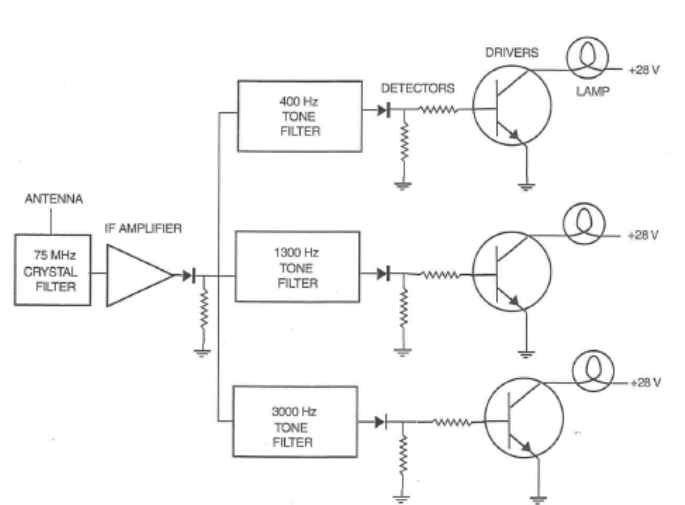 DRIVERS
+28 V
DETECTORS
LAMP
400 Hz
TONE
FILTER
ANTENNA
IF AMPLIFIER
75 MHz
CRYSTAL
FILTER
1300 Hz
TONE
FILTER
+28 V
3000 Hz
TONE
FILTER
+28 V